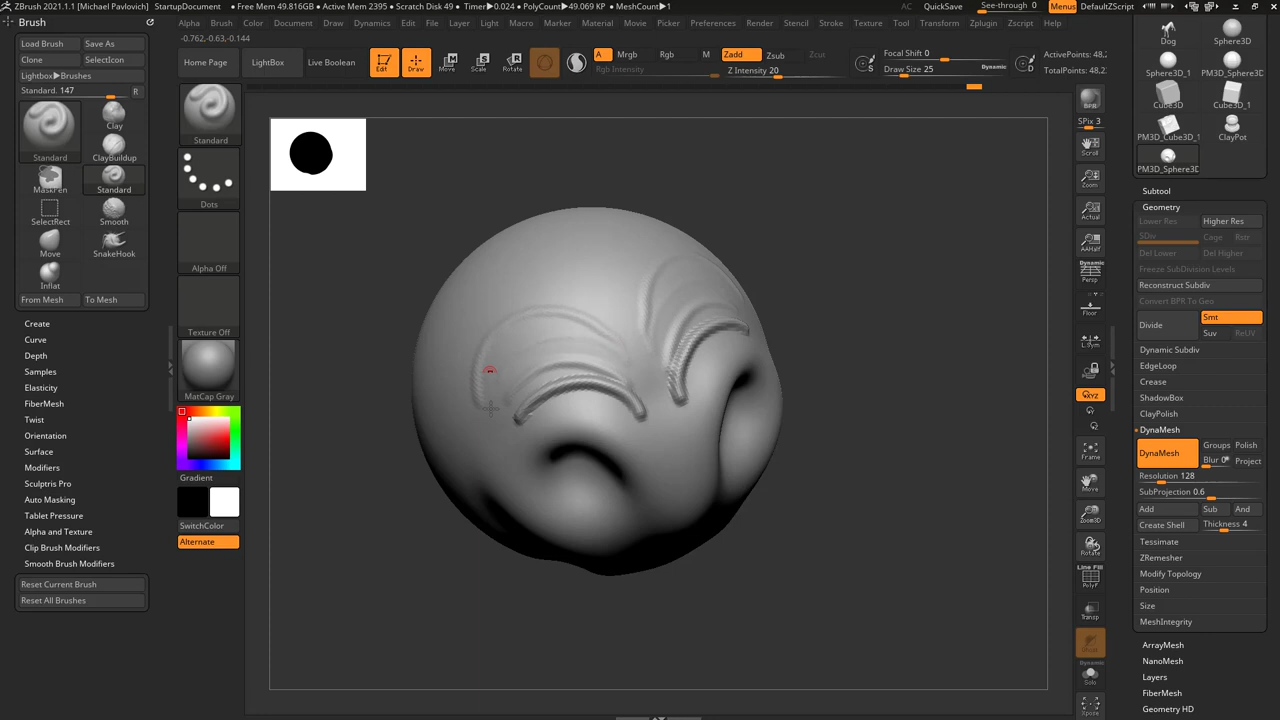 ZBrush 2021.1.1 [Michael Pavlovich] StartupDocument • Free Mem 49.816GB • Active Mem 2395 • Scratch Disk 49 • Timer▶0.024 • PolyCount▶49.069 KP • MeshCount▶1 AC QuickSave See-through 0 Menus DefaultZScript
Brush
Alpha Brush Color Document Draw Dynamics Edit File Layer Light Macro Marker Material Movie Picker Preferences Render Stencil Stroke Texture Tool Transform Zplugin Zscript Help
-0.762,-0.63,-0.144
Load Brush Save As
Clone SelectIcon
Lightbox▶Brushes
Standard. 147 R
Standard
Clay
ClayBuildup
MaskPen
Standard
SelectRect
Smooth
Move
SnakeHook
Inflat
From Mesh To Mesh
Create
Curve
Depth
Samples
Elasticity
FiberMesh
Twist
Orientation
Surface
Modifiers
Sculptris Pro
Auto Masking
Tablet Pressure
Alpha and Texture
Clip Brush Modifiers
Smooth Brush Modifiers
Reset Current Brush
Reset All Brushes
Home Page LightBox Live Boolean
Edit Draw Move Scale Rotate
A Mrgb Rgb M
Rgb Intensity
Zadd Zsub Zcut
Z Intensity 20
S
Focal Shift 0
Draw Size 25 Dynamic
D
ActivePoints: 48,
TotalPoints: 48,2
Standard
Dots
Alpha Off
Texture Off
MatCap Gray
Gradient
SwitchColor
Alternate
BPR
SPix 3
Scroll
Zoom
Actual
AAHalf
Dynamic
Persp
Floor
L.Sym
XYZ
Frame
Move
Zoom3D
Rotate
Line Fill
PolyF
Transp
Dynamic
Solo
Xpose
Dog Sphere3D
Sphere3D_1 PM3D_Sphere3D
Cube3D Cube3D_1
PM3D_Cube3D_1 ClayPot
PM3D_Sphere3D
Subtool
Geometry
Lower Res Higher Res
SDiv Cage Rstr
Del Lower Del Higher
Freeze SubDivision Levels
Reconstruct Subdiv
Convert BPR To Geo
Divide
Smt
Suv ReUV
Dynamic Subdiv
EdgeLoop
Crease
ShadowBox
ClayPolish
DynaMesh
DynaMesh
Groups Polish
Blur 0 Project
Resolution 128
SubProjection 0.6
Add Sub And
Create Shell Thickness 4
Tessimate
ZRemesher
Modify Topology
Position
Size
MeshIntegrity
ArrayMesh
NanoMesh
Layers
FiberMesh
Geometry HD